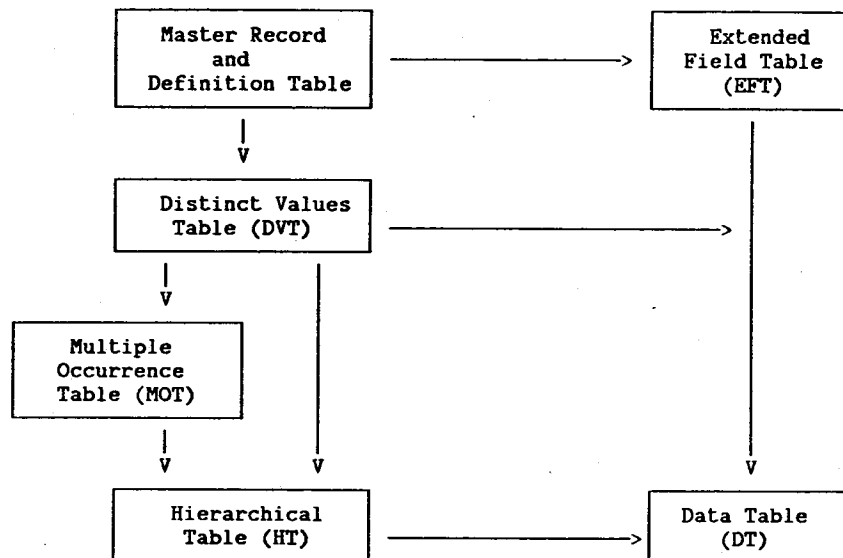 Master Record
and
Definition Table
Extended
Field Table
(EFT)
Distinct Values
Table (DVT)
Multiple
Occurrence
Table (MOT)
Hierarchical
Table (HT)
Data Table
(DT)